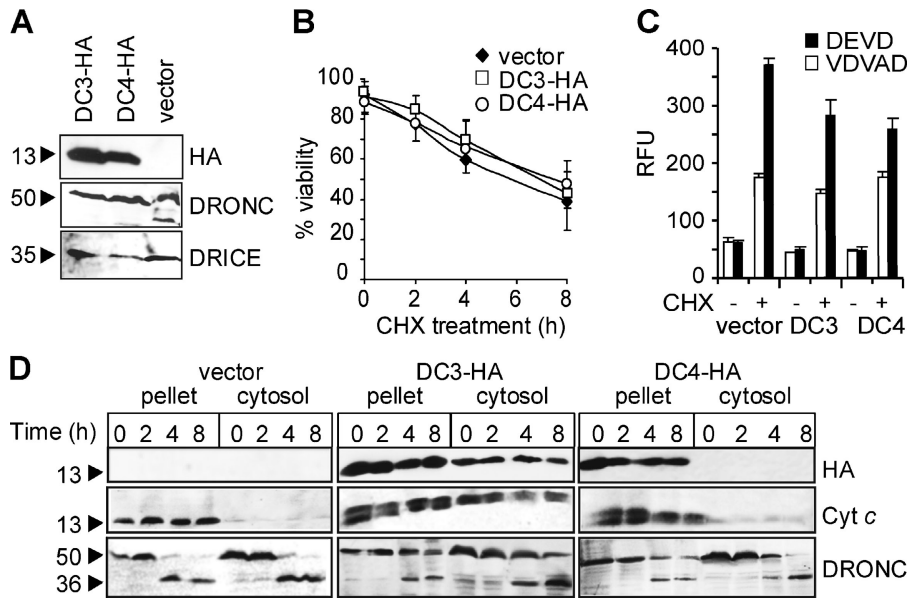 A
DC3-HA
DC4-HA
vector
13
HA
50
DRONC
35
DRICE
B
vector
DC3-HA
DC4-HA
% viability
100
80
60
40
20
0
0 2 4 6 8
CHX treatment (h)
C
DEVD
VDVAD
RFU
400
300
200
150
100
50
0
CHX - + - + - +
vector DC3 DC4
D
vector DC3-HA DC4-HA
pellet cytosol pellet cytosol pellet cytosol
Time (h) 0 2 4 8 0 2 4 8 0 2 4 8 0 2 4 8 0 2 4 8 0 2 4 8
13
HA
13
Cyt c
50
36
DRONC